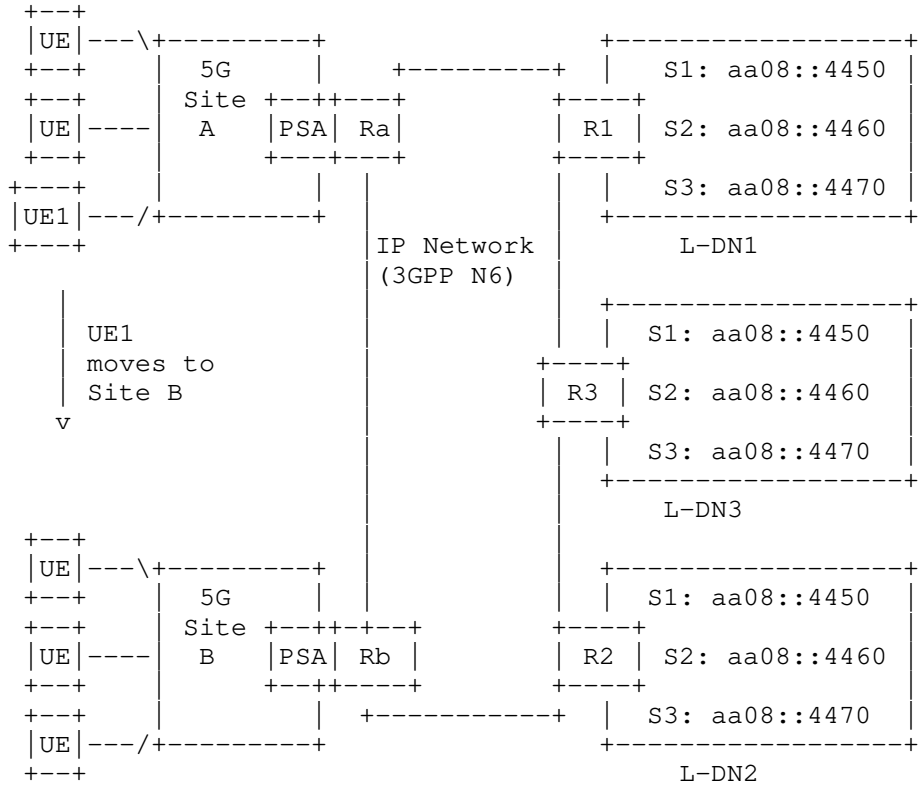 UE
5G S1: aa08::4450
Site
UE A PSA Ra R1 S2: aa08::4460
S3: aa08::4470
UE1
IP Network L-DN1
(3GPP N6)
UE1 S1: aa08::4450
moves to
Site B R3 S2: aa08::4460
v
S3: aa08::4470
L-DN3
UE
5G S1: aa08::4450
Site
UE B PSA Rb R2 S2: aa08::4460
S3: aa08::4470
UE
L-DN2